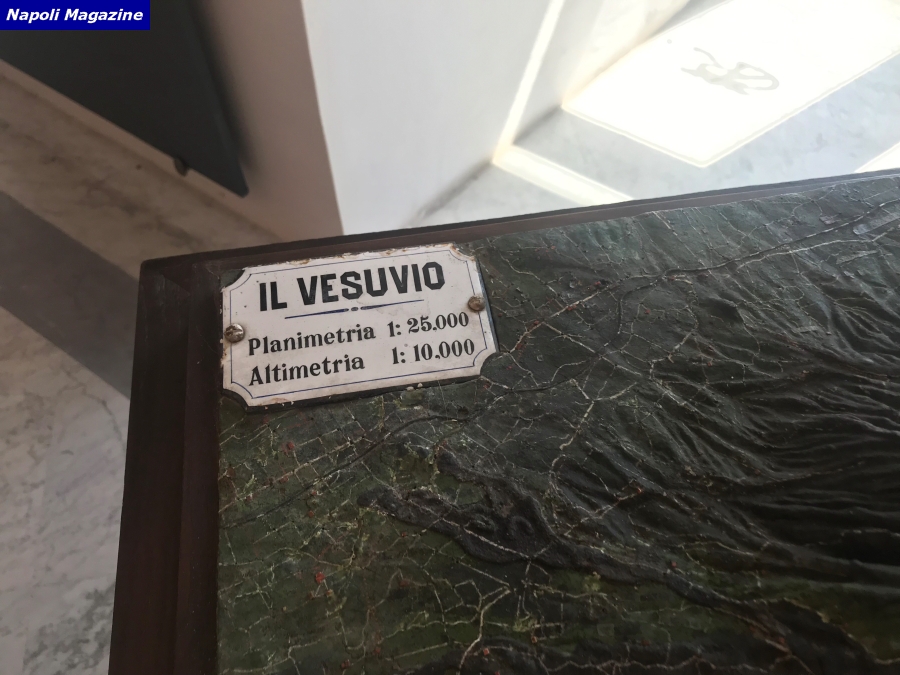 Napoli Magazine
IL VESUVIO
Planimetria 1: 25.000
Altimetria 1: 10.000